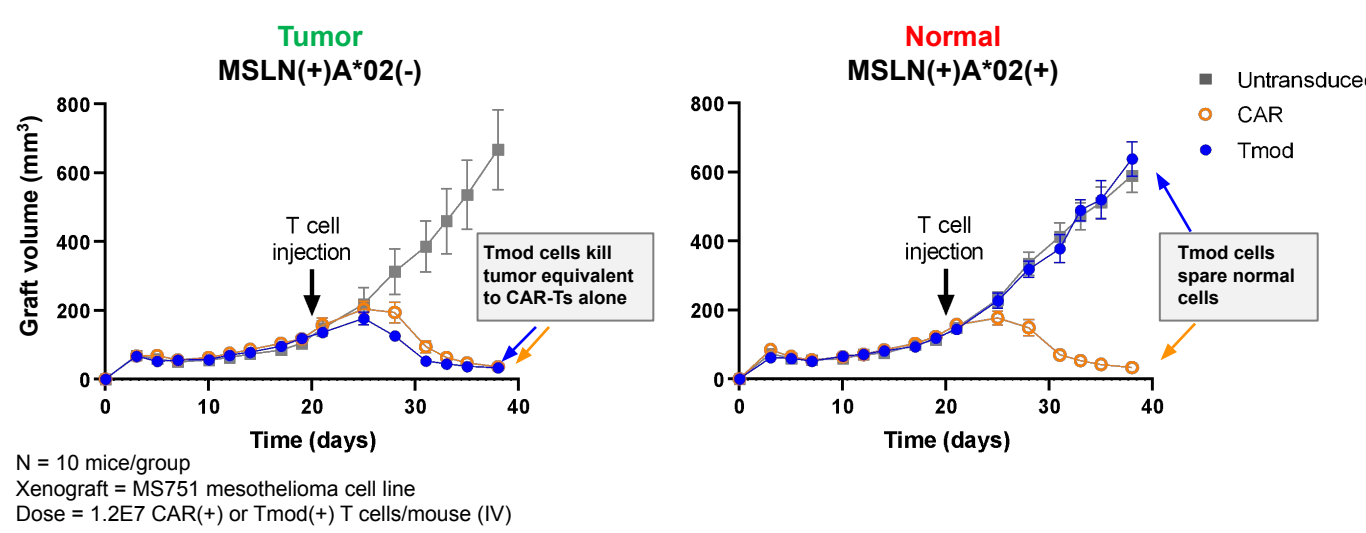 Tumor
MSLN(+)A*02(-)
Graft volume (mm³)
800
600
400
200
0
T cell
injection
Tmod cells kill
tumor equivalent
to CAR-Ts alone
0 10 20 30 40
Time (days)
Normal
MSLN(+)A*02(+)
800
600
400
200
0
T cell
injection
Tmod cells
spare normal
cells
0 10 20 30 40
Time (days)
Untransduced
CAR
Tmod
N = 10 mice/group
Xenograft = MS751 mesothelioma cell line
Dose = 1.2E7 CAR(+) or Tmod(+) T cells/mouse (IV)